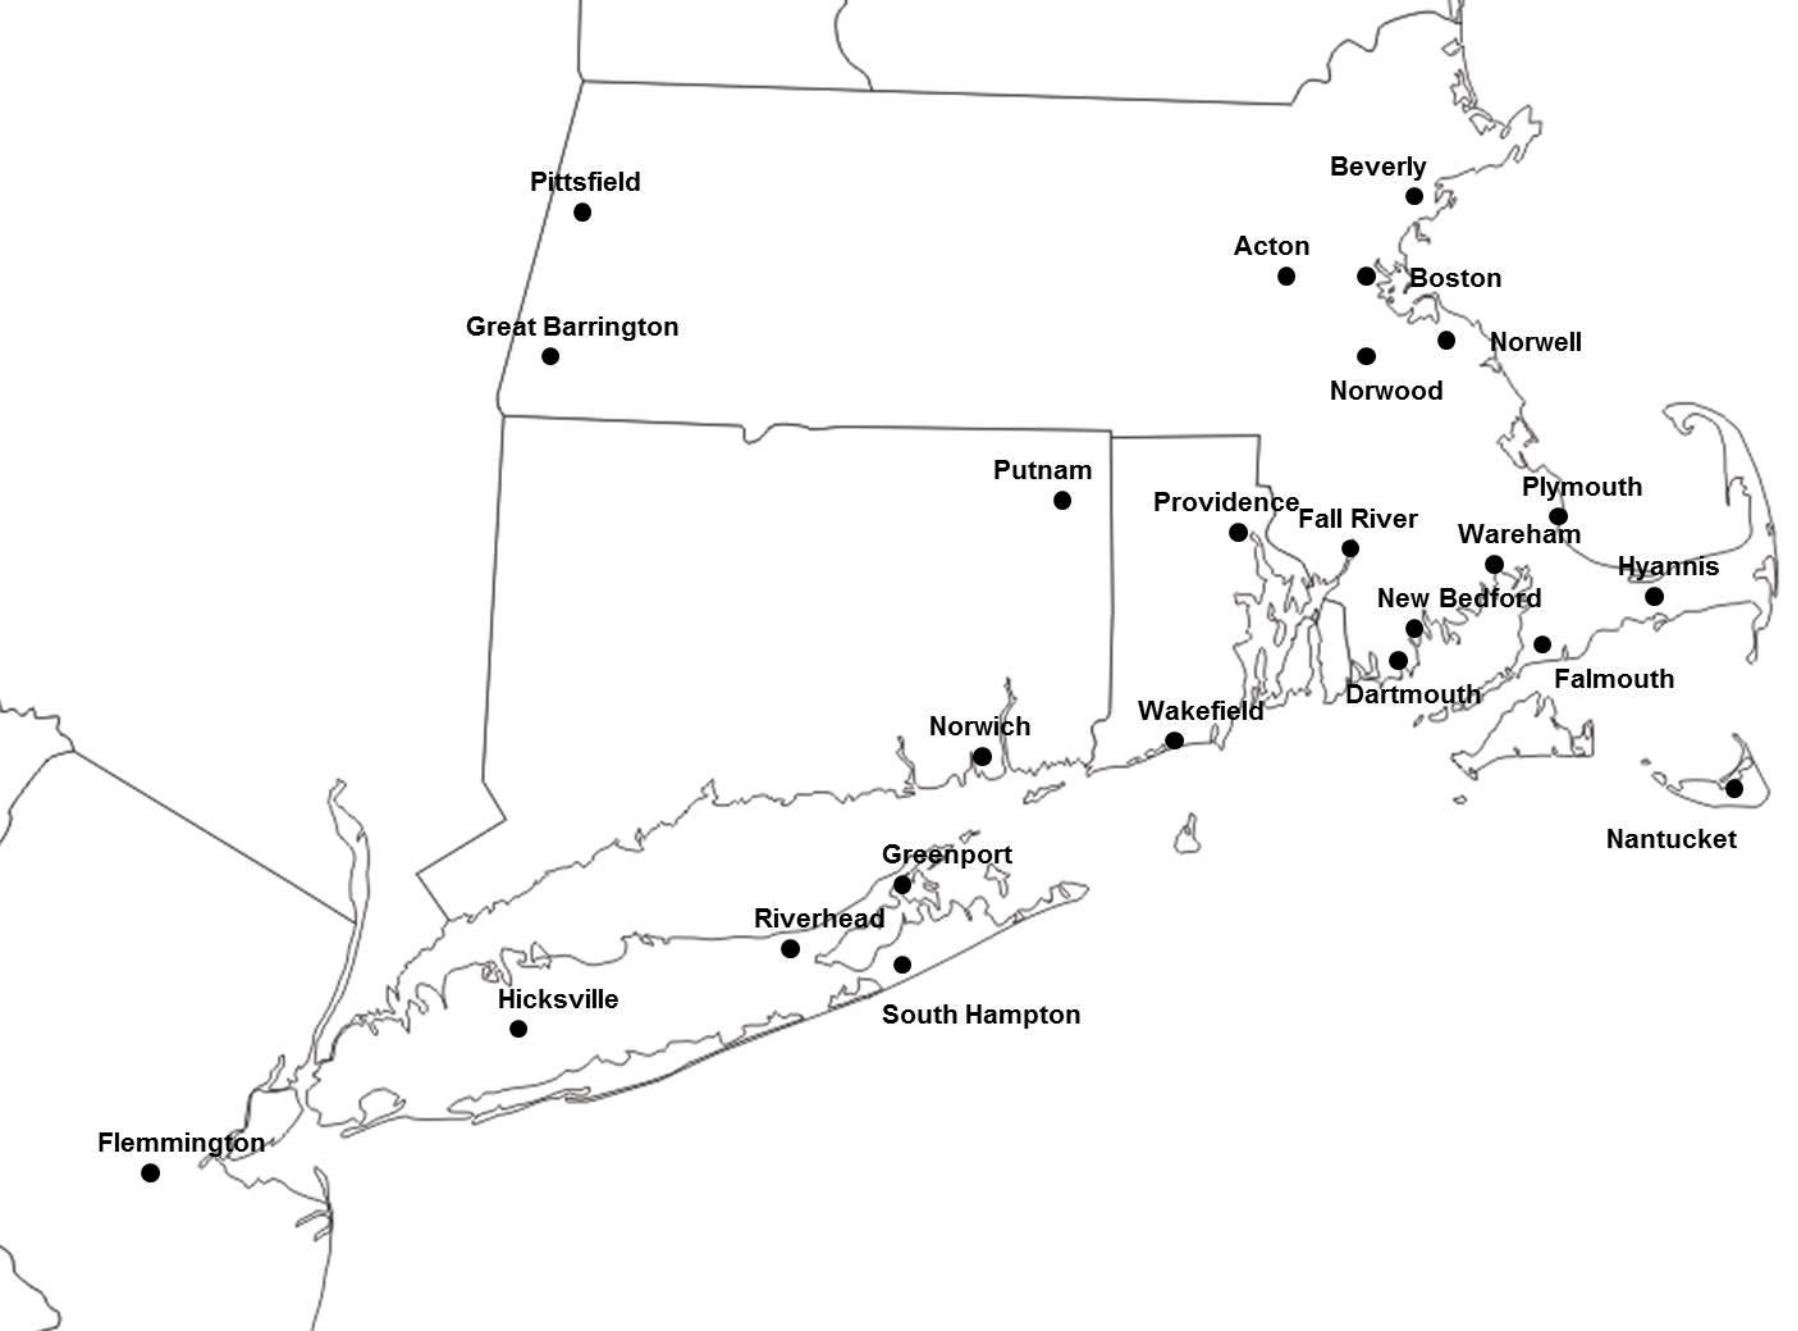 Beverly
Pittsfield
Acton
Boston
Great Barrington
Norwell
Norwood
Putnam
Plymouth
Providence
Fall River
Wareham
Hyannis
New Bedford
Falmouth
Dartmouth
Wakefield
Norwich
Nantucket
Greenport
Riverhead
Hicksville
South Hampton
Flemmington